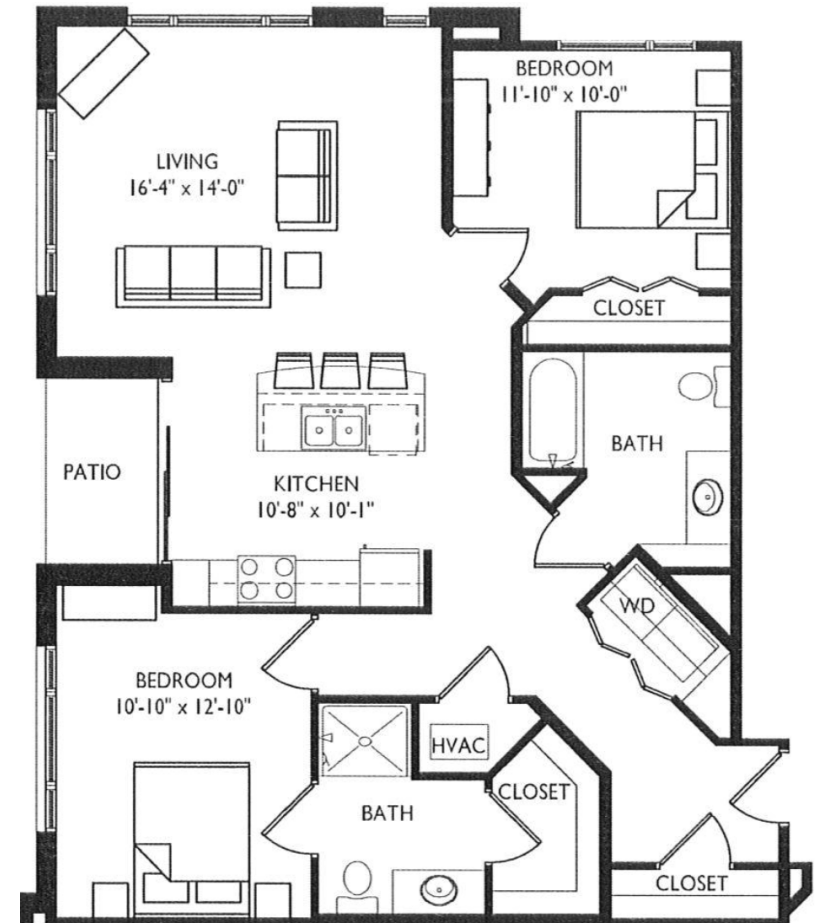 BEDROOM
11'-10" x 10'-0"
LIVING
16'-4" x 14'-0"
CLOSET
BATH
PATIO
KITCHEN
10'-8" x 10'-1"
WD
BEDROOM
10'-10" x 12'-10"
HVAC
CLOSET
BATH
CLOSET